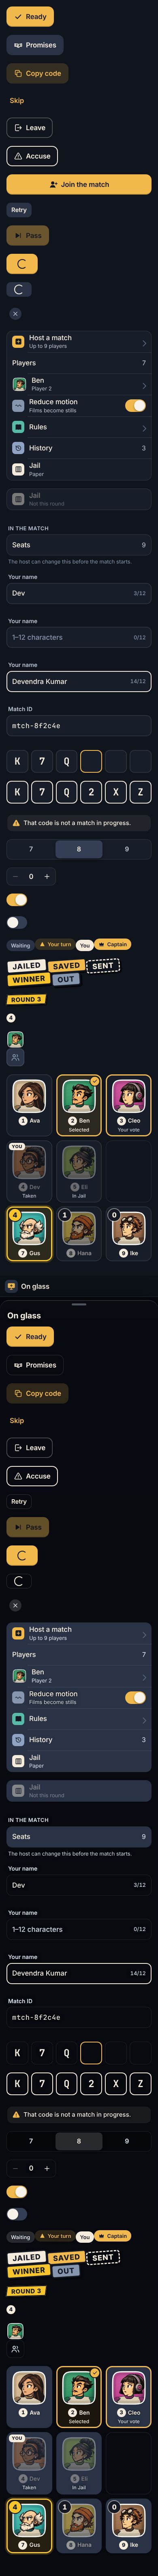 Ready
Promises
Copy code
Skip
Leave
Accuse
Join the match
Retry
Pass
Host a match
Up to 9 players
Players 7
Ben
Player 2
Reduce motion
Films become stills
Rules
History 3
Jail
Paper
Jail
Not this round
IN THE MATCH
Seats 9
The host can change this before the match starts.
Your name
Dev 3/12
Your name
1–12 characters 0/12
Your name
Devendra Kumar 14/12
Match ID
mtch-8f2c4e
K 7 Q
K 7 Q 2 X Z
That code is not a match in progress.
7 8 9
− 0 +
Waiting Your turn You Captain
JAILED SAVED SENT
WINNER OUT
ROUND 3
4
1 Ava
2 Ben
Selected
3 Cleo
Your vote
YOU
4 Dev
Taken
5 Eli
In Jail
4
7 Gus
1
8 Hana
0
9 Ike
On glass
On glass
Ready
Promises
Copy code
Skip
Leave
Accuse
Join the match
Retry
Pass
Host a match
Up to 9 players
Players 7
Ben
Player 2
Reduce motion
Films become stills
Rules
History 3
Jail
Paper
Jail
Not this round
IN THE MATCH
Seats 9
The host can change this before the match starts.
Your name
Dev 3/12
Your name
1–12 characters 0/12
Your name
Devendra Kumar 14/12
Match ID
mtch-8f2c4e
K 7 Q
K 7 Q 2 X Z
That code is not a match in progress.
7 8 9
− 0 +
Waiting Your turn You Captain
JAILED SAVED SENT
WINNER OUT
ROUND 3
4
1 Ava
2 Ben
Selected
3 Cleo
Your vote
YOU
4 Dev
Taken
5 Eli
In Jail
4
7 Gus
1
8 Hana
0
9 Ike